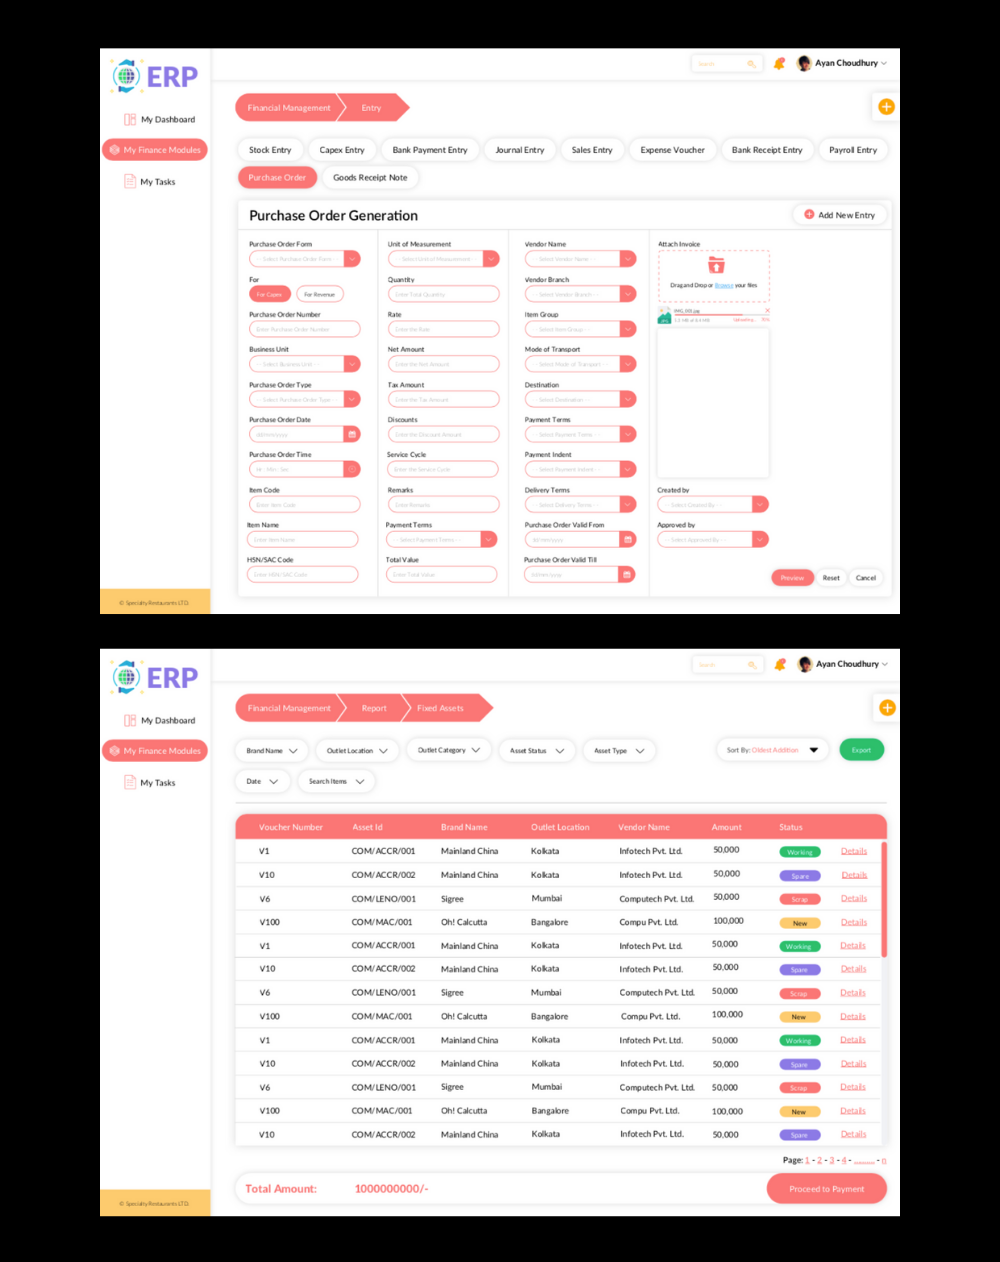 ERP
Search..
Ayan Choudhury
My Dashboard
My Finance Modules
My Tasks
© Specialty Restaurants LTD.
Financial Management
Entry
Stock Entry
Capex Entry
Bank Payment Entry
Journal Entry
Sales Entry
Expense Voucher
Bank Receipt Entry
Payroll Entry
Purchase Order
Goods Receipt Note
Purchase Order Generation
Add New Entry
Purchase Order Form
-- Select Purchase Order Form --
For
For Capex
For Revenue
Purchase Order Number
Enter Purchase Order Number
Business Unit
-- Select Business Unit --
Purchase Order Type
-- Select Purchase Order Type --
Purchase Order Date
dd/mm/yyyy
Purchase Order Time
Hr : Min : Sec
Item Code
Enter Item Code
Item Name
Enter Item Name
HSN/SAC Code
Enter HSN/SAC Code
Unit of Measurement
-- Select Unit of Measurement --
Quantity
Enter Total Quantity
Rate
Enter the Rate
Net Amount
Enter the Net Amount
Tax Amount
Enter the Tax Amount
Discounts
Enter the Discount Amount
Service Cycle
Enter the Service Cycle
Remarks
Enter Remarks
Payment Terms
-- Select Payment Terms --
Total Value
Enter Total Value
Vendor Name
-- Select Vendor Name --
Vendor Branch
-- Select Vendor Branch --
Item Group
-- Select Item Group --
Mode of Transport
-- Select Mode of Transport --
Destination
-- Select Destination --
Payment Terms
-- Select Payment Terms --
Payment Indent
-- Select Payment Indent --
Delivery Terms
-- Select Delivery Terms --
Purchase Order Valid From
dd/mm/yyyy
Purchase Order Valid Till
dd/mm/yyyy
Attach Invoice
Drag and Drop or Browse your files
JPG
Uploading...
Created by
-- Select Created By --
Approved by
-- Select Approved By --
Preview
Reset
Cancel
ERP
Search..
Ayan Choudhury
My Dashboard
My Finance Modules
My Tasks
© Specialty Restaurants LTD.
Financial Management
Report
Fixed Assets
Brand Name
Outlet Location
Outlet Category
Asset Status
Asset Type
Sort By: Oldest Addition
Export
Date
Search Items
Voucher Number Asset Id Brand Name Outlet Location Vendor Name Amount Status
V1 COM/ACCR/001 Mainland China Kolkata Infotech Pvt. Ltd. 50,000 Working Details
V10 COM/ACCR/002 Mainland China Kolkata Infotech Pvt. Ltd. 50,000 Spare Details
V6 COM/LENO/001 Sigree Mumbai Computech Pvt. Ltd. 50,000 Scrap Details
V100 COM/MAC/001 Oh! Calcutta Bangalore Compu Pvt. Ltd. 100,000 New Details
V1 COM/ACCR/001 Mainland China Kolkata Infotech Pvt. Ltd. 50,000 Working Details
V10 COM/ACCR/002 Mainland China Kolkata Infotech Pvt. Ltd. 50,000 Spare Details
V6 COM/LENO/001 Sigree Mumbai Computech Pvt. Ltd. 50,000 Scrap Details
V100 COM/MAC/001 Oh! Calcutta Bangalore Compu Pvt. Ltd. 100,000 New Details
V1 COM/ACCR/001 Mainland China Kolkata Infotech Pvt. Ltd. 50,000 Working Details
V10 COM/ACCR/002 Mainland China Kolkata Infotech Pvt. Ltd. 50,000 Spare Details
V6 COM/LENO/001 Sigree Mumbai Computech Pvt. Ltd. 50,000 Scrap Details
V100 COM/MAC/001 Oh! Calcutta Bangalore Compu Pvt. Ltd. 100,000 New Details
V10 COM/ACCR/002 Mainland China Kolkata Infotech Pvt. Ltd. 50,000 Spare Details
Page: 1 - 2 - 3 - 4 - ........ - n
Total Amount: 1000000000/-
Proceed to Payment